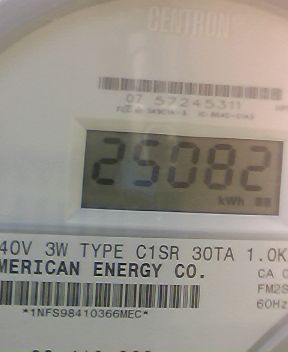 CENTRON
07 57245311
25082
kWh
40V 3W TYPE C1SR 30TA 1.0K
MERICAN ENERGY CO.
CA 0
FM2S
60Hz
*1NFS98410366MEC*